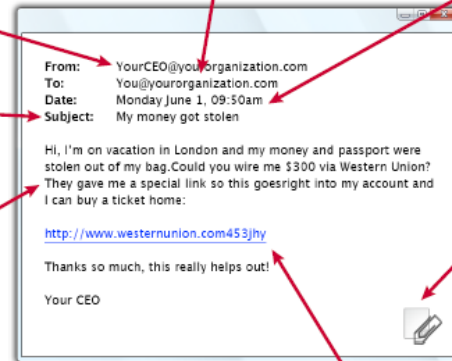 From: YourCEO@yourorganization.com
To: You@yourorganization.com
Date: Monday June 1, 09:50am
Subject: My money got stolen
Hi, I'm on vacation in London and my money and passport were
stolen out of my bag.Could you wire me $300 via Western Union?
They gave me a special link so this goesright into my account and
I can buy a ticket home:
http://www.westernunion.com453jhy
Thanks so much, this really helps out!
Your CEO